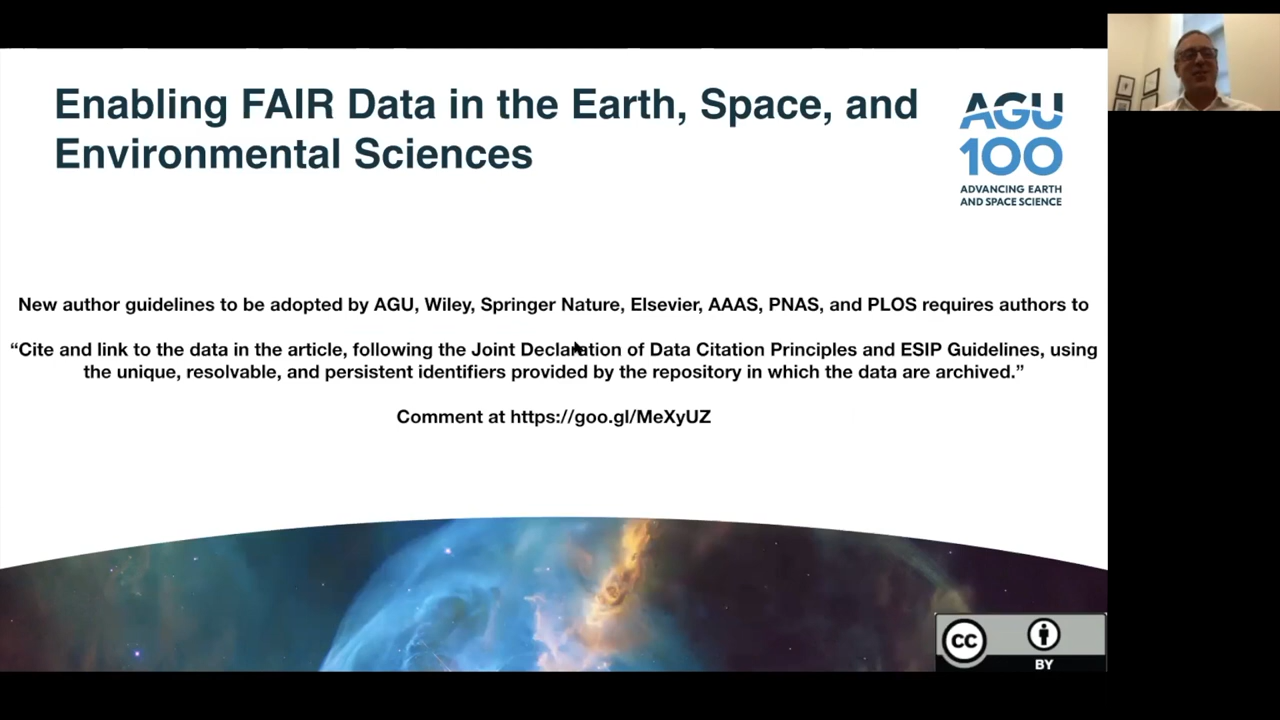 Enabling FAIR Data in the Earth, Space, and
Environmental Sciences
AGU
100
ADVANCING EARTH
AND SPACE SCIENCE
New author guidelines to be adopted by AGU, Wiley, Springer Nature, Elsevier, AAAS, PNAS, and PLOS requires authors to
“Cite and link to the data in the article, following the Joint Declaration of Data Citation Principles and ESIP Guidelines, using
the unique, resolvable, and persistent identifiers provided by the repository in which the data are archived.”
Comment at https://goo.gl/MeXyUZ
CC
BY